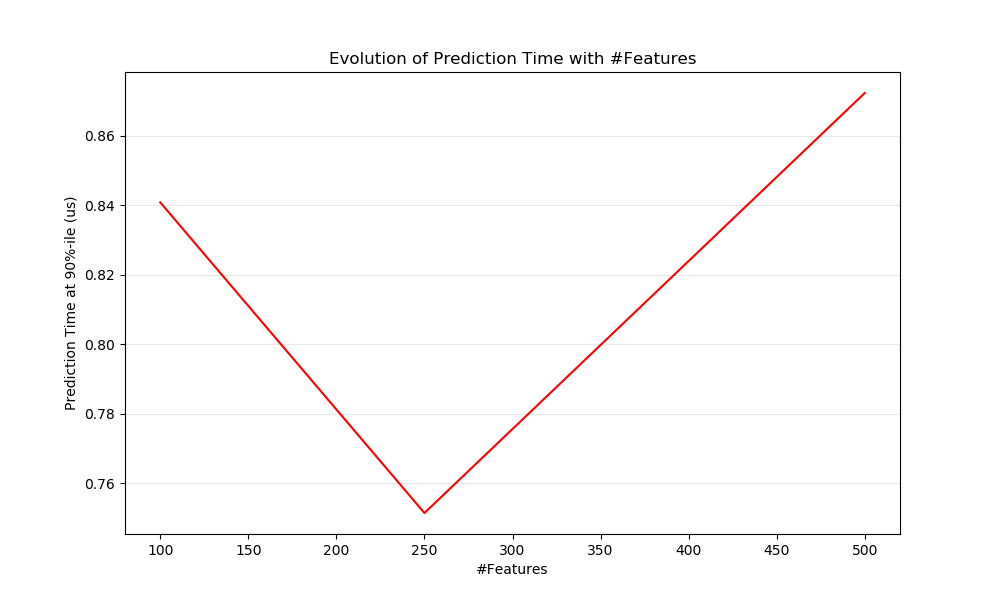 Evolution of Prediction Time with #Features
Prediction Time at 90%-ile (us)
0.86
0.84
0.82
0.80
0.78
0.76
100 150 200 250 300 350 400 450 500
#Features